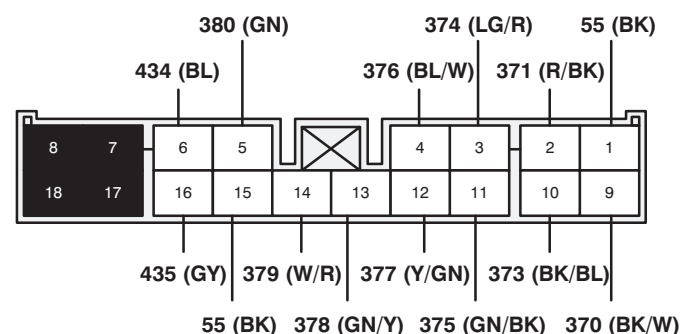 380 (GN) 374 (LG/R) 55 (BK)
434 (BL) 376 (BL/W) 371 (R/BK)
8 7 6 5 4 3 2 1
18 17 16 15 14 13 12 11 10 9
435 (GY) 379 (W/R) 377 (Y/GN) 373 (BK/BL)
55 (BK) 378 (GN/Y) 375 (GN/BK) 370 (BK/W)